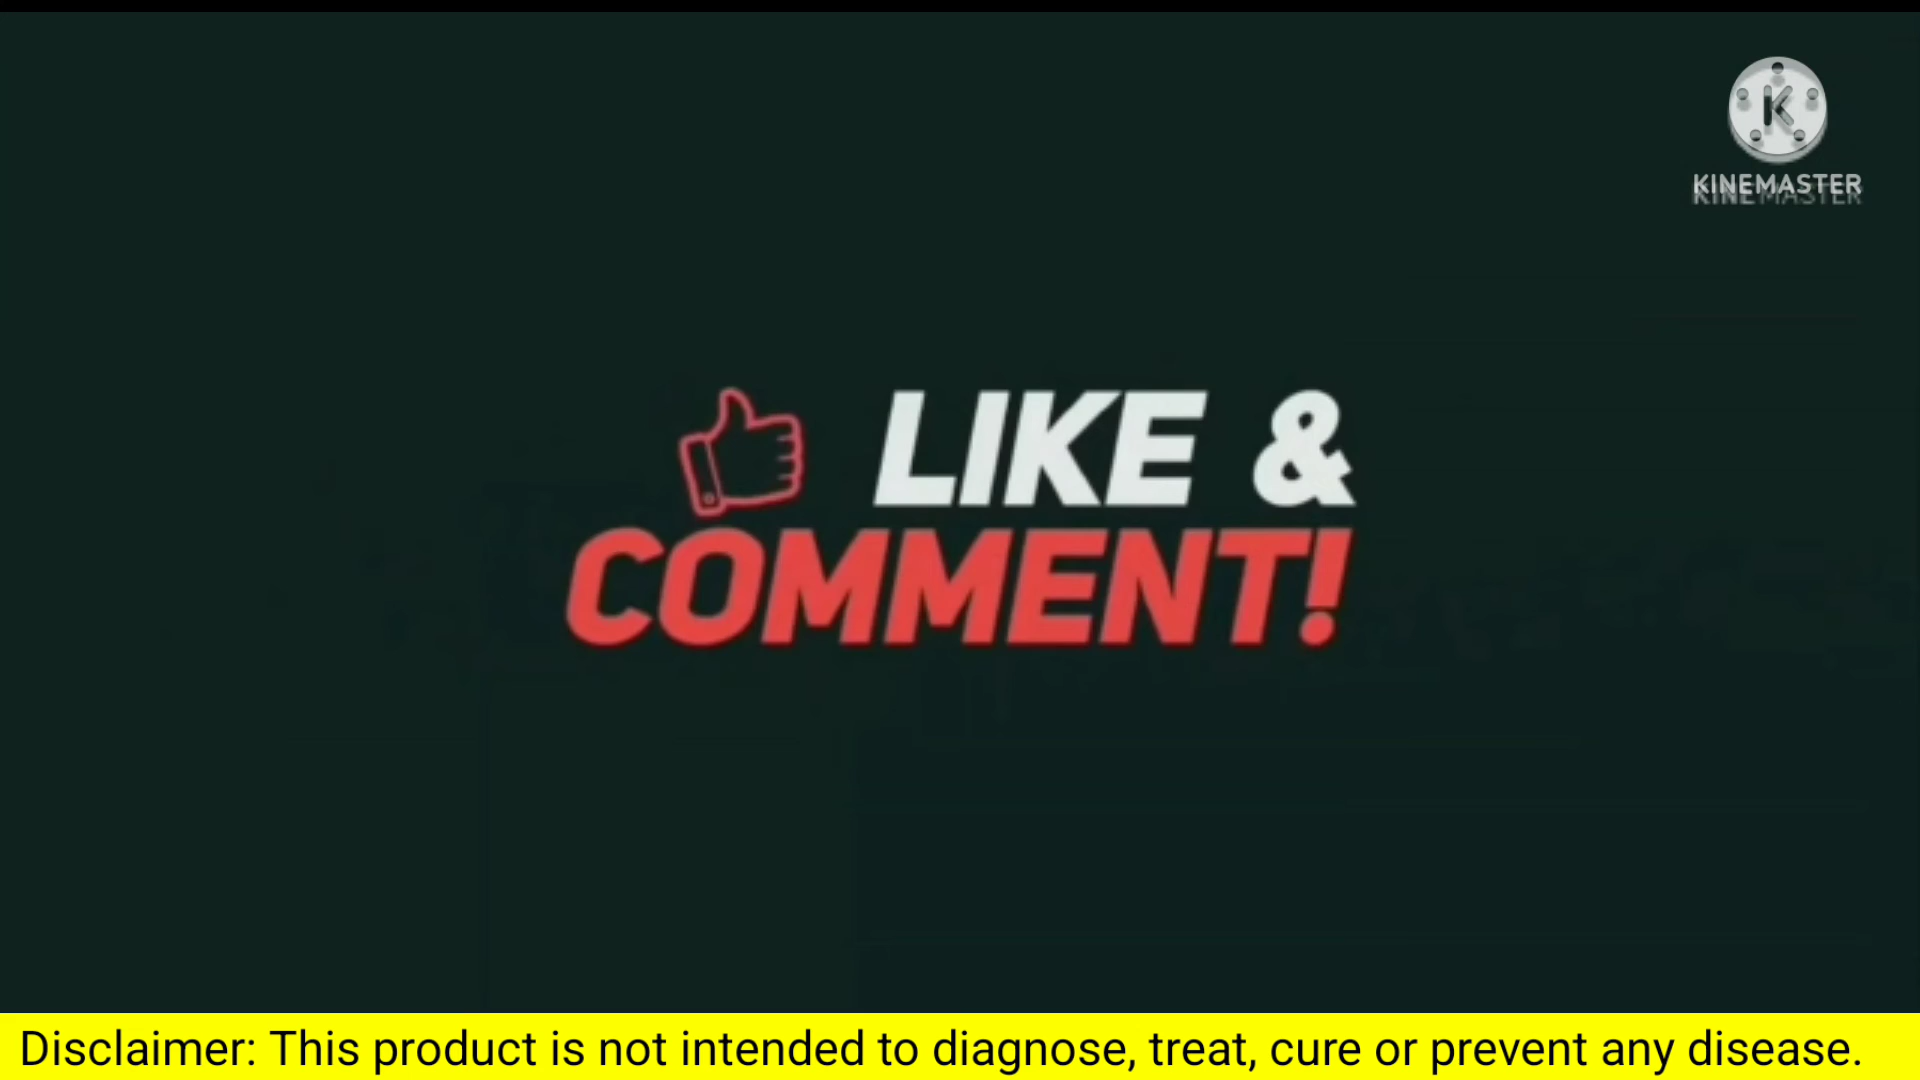 KINEMASTER
LIKE &
COMMENT!
Disclaimer: This product is not intended to diagnose, treat, cure or prevent any disease.